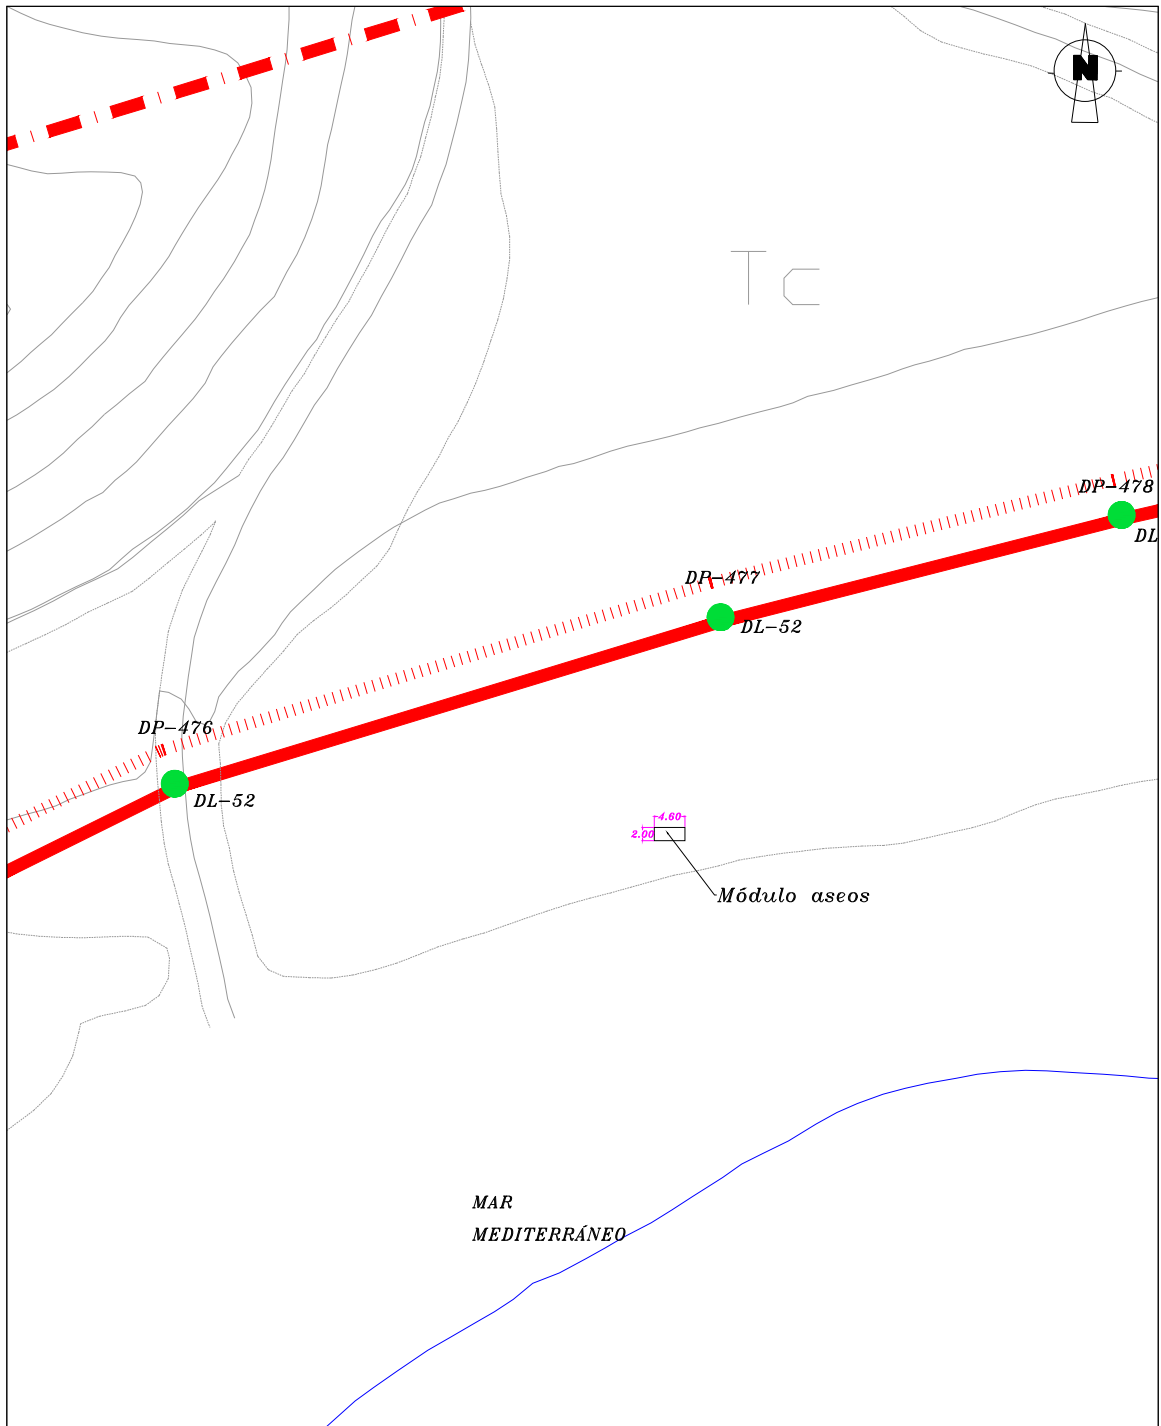 N
Tc
DP-478
DL
DP-477
DL-52
DP-476
DL-52
4.60
2.00
Módulo aseos
MAR
MEDITERRÁNEO